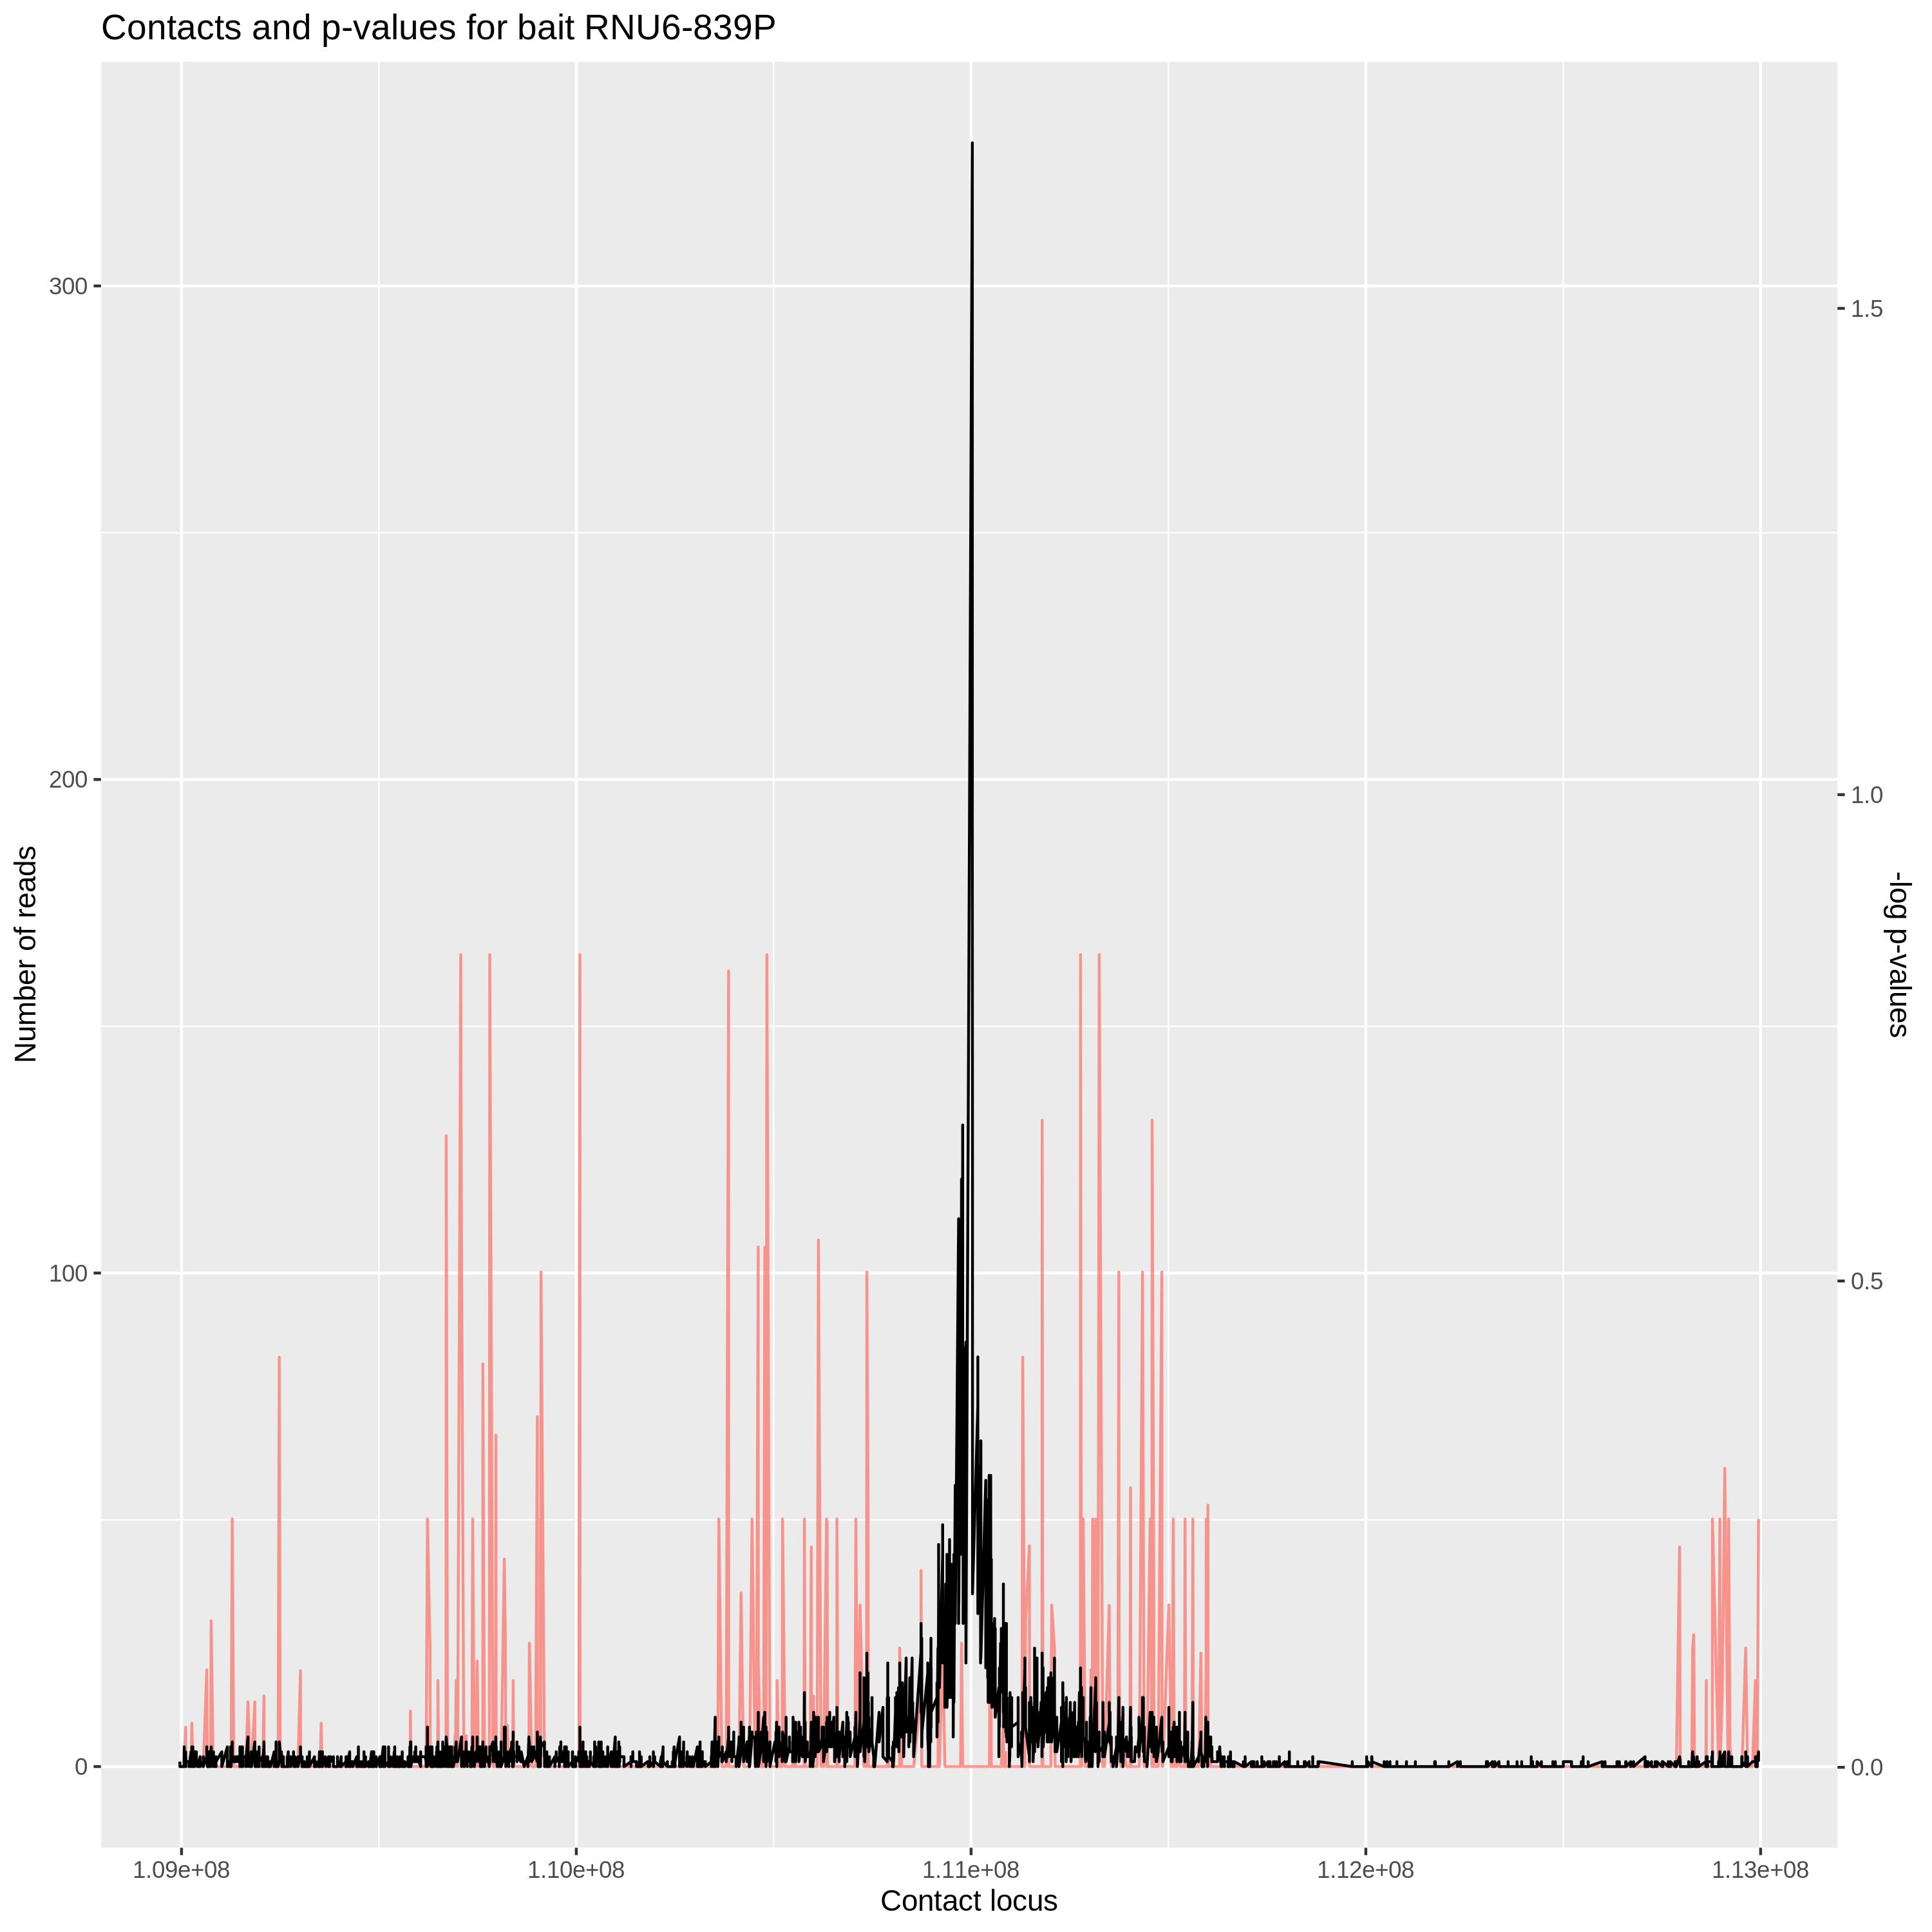 Contacts and p-values for bait RNU6-839P
300
200
100
0
Number of reads
1.5
1.0
0.5
0.0
-log p-values
1.09e+08 1.10e+08 1.11e+08 1.12e+08 1.13e+08
Contact locus